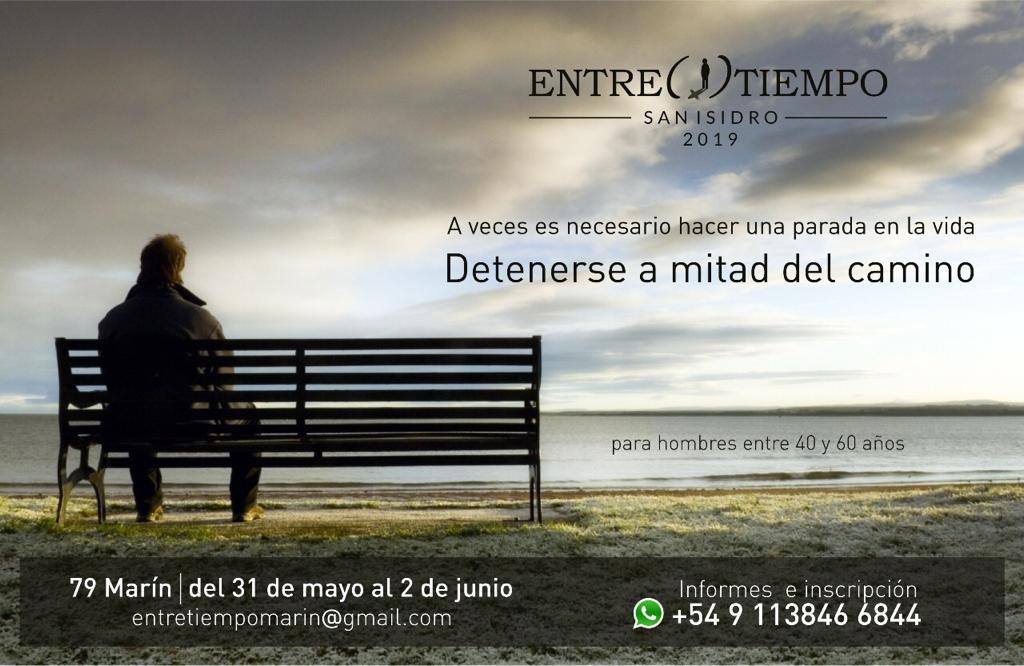 ENTRE TIEMPO
SAN ISIDRO
2019
A veces es necesario hacer una parada en la vida
Detenerse a mitad del camino
para hombres entre 40 y 60 años
79 Marín | del 31 de mayo al 2 de junio
entretiempomarin@gmail.com
Informes e inscripción
+54 9 113846 6844